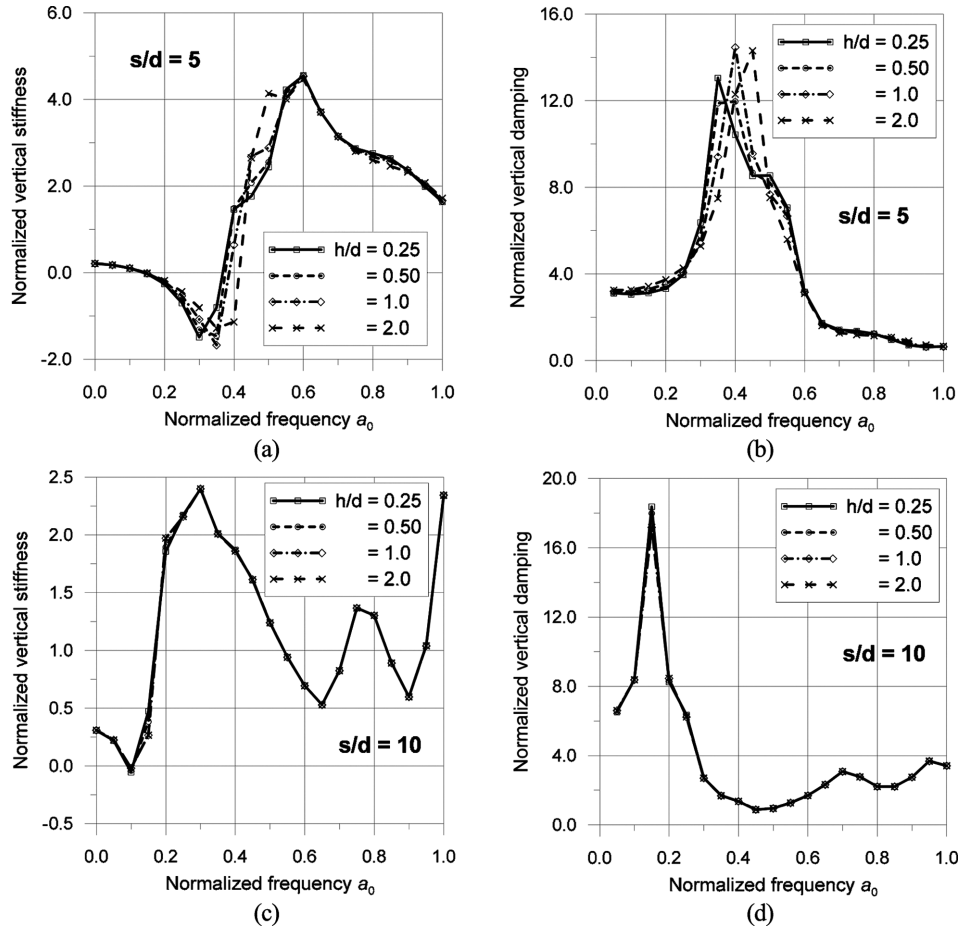 6.0
4.0
2.0
0.0
-2.0
Normalized vertical stiffness
s/d = 5
h/d = 0.25
= 0.50
= 1.0
= 2.0
0.0 0.2 0.4 0.6 0.8 1.0
Normalized frequency a0
(a)
16.0
12.0
8.0
4.0
0.0
Normalized vertical damping
h/d = 0.25
= 0.50
= 1.0
= 2.0
s/d = 5
0.0 0.2 0.4 0.6 0.8 1.0
Normalized frequency a0
(b)
2.5
2.0
1.5
1.0
0.5
0.0
-0.5
Normalized vertical stiffness
h/d = 0.25
= 0.50
= 1.0
= 2.0
s/d = 10
0.0 0.2 0.4 0.6 0.8 1.0
Normalized frequency a0
(c)
20.0
16.0
12.0
8.0
4.0
0.0
Normalized vertical damping
h/d = 0.25
= 0.50
= 1.0
= 2.0
s/d = 10
0.0 0.2 0.4 0.6 0.8 1.0
Normalized frequency a0
(d)